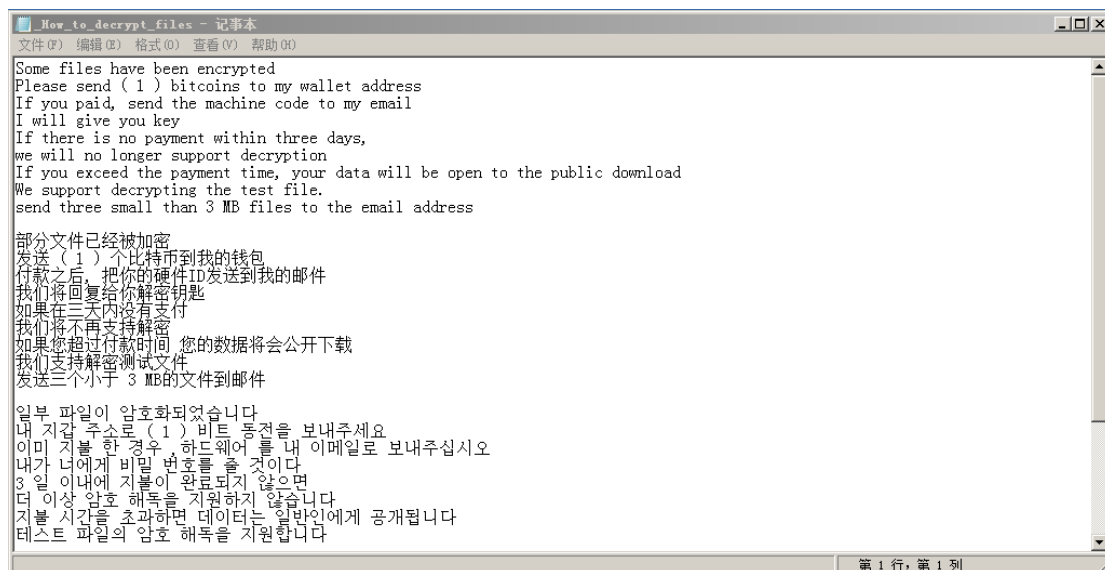 _How_to_decrypt_files - 记事本
文件(F) 编辑(E) 格式(O) 查看(V) 帮助(H)
Some files have been encrypted
Please send ( 1 ) bitcoins to my wallet address
If you paid, send the machine code to my email
I will give you key
If there is no payment within three days,
we will no longer support decryption
If you exceed the payment time, your data will be open to the public download
We support decrypting the test file.
send three small than 3 MB files to the email address
部分文件已经被加密
发送 ( 1 ) 个比特币到我的钱包
付款之后, 把你的硬件ID发送到我的邮件
我们将回复给你解密钥匙
如果在三天内没有支付
我们将不再支持解密
如果您超过付款时间 您的数据将会公开下载
我们支持解密测试文件
发送三个小于 3 MB的文件到邮件
일부 파일이 암호화되었습니다
내 지갑 주소로 ( 1 ) 비트 동전을 보내주세요
이미 지불 한 경우 ,하드웨어 를 내 이메일로 보내주십시오
내가 너에게 비밀 번호를 줄 것이다
3 일 이내에 지불이 완료되지 않으면
더 이상 암호 해독을 지원하지 않습니다
지불 시간을 초과하면 데이터는 일반인에게 공개됩니다
테스트 파일의 암호 해독을 지원합니다
第 1 行, 第 1 列